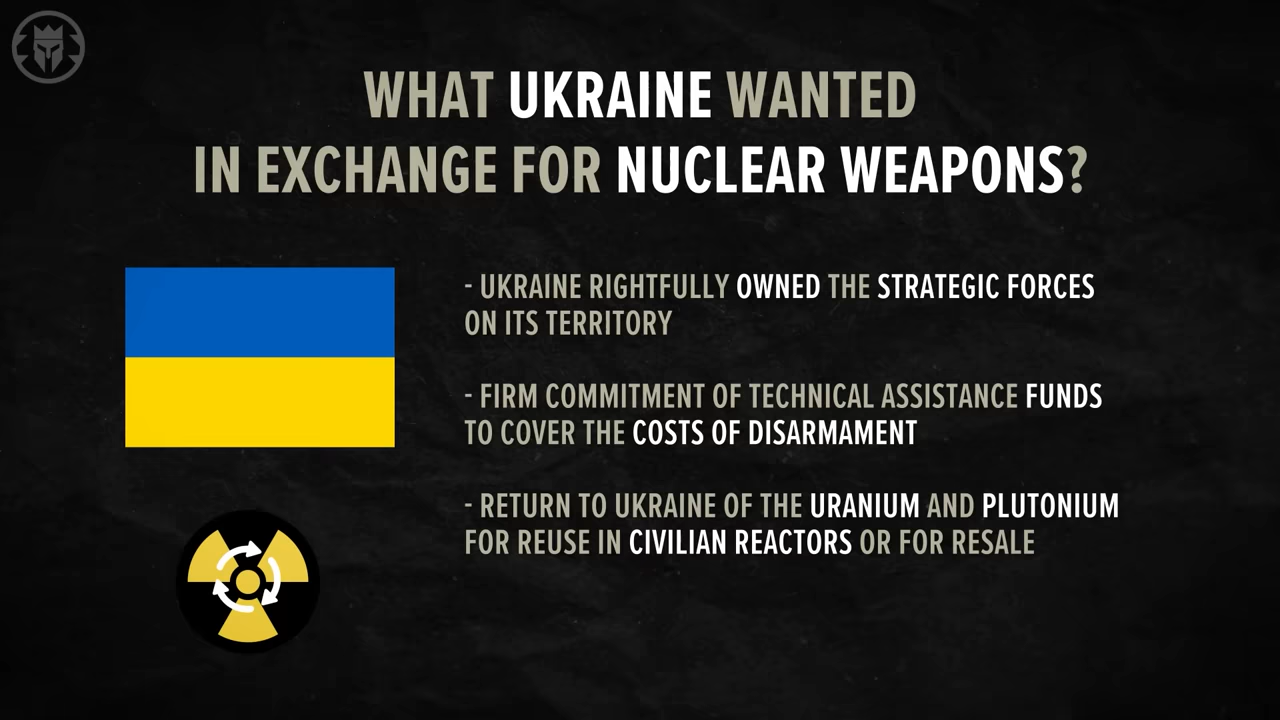 WHAT UKRAINE WANTED
IN EXCHANGE FOR NUCLEAR WEAPONS?
- UKRAINE RIGHTFULLY OWNED THE STRATEGIC FORCES
ON ITS TERRITORY
- FIRM COMMITMENT OF TECHNICAL ASSISTANCE FUNDS
TO COVER THE COSTS OF DISARMAMENT
- RETURN TO UKRAINE OF THE URANIUM AND PLUTONIUM
FOR REUSE IN CIVILIAN REACTORS OR FOR RESALE